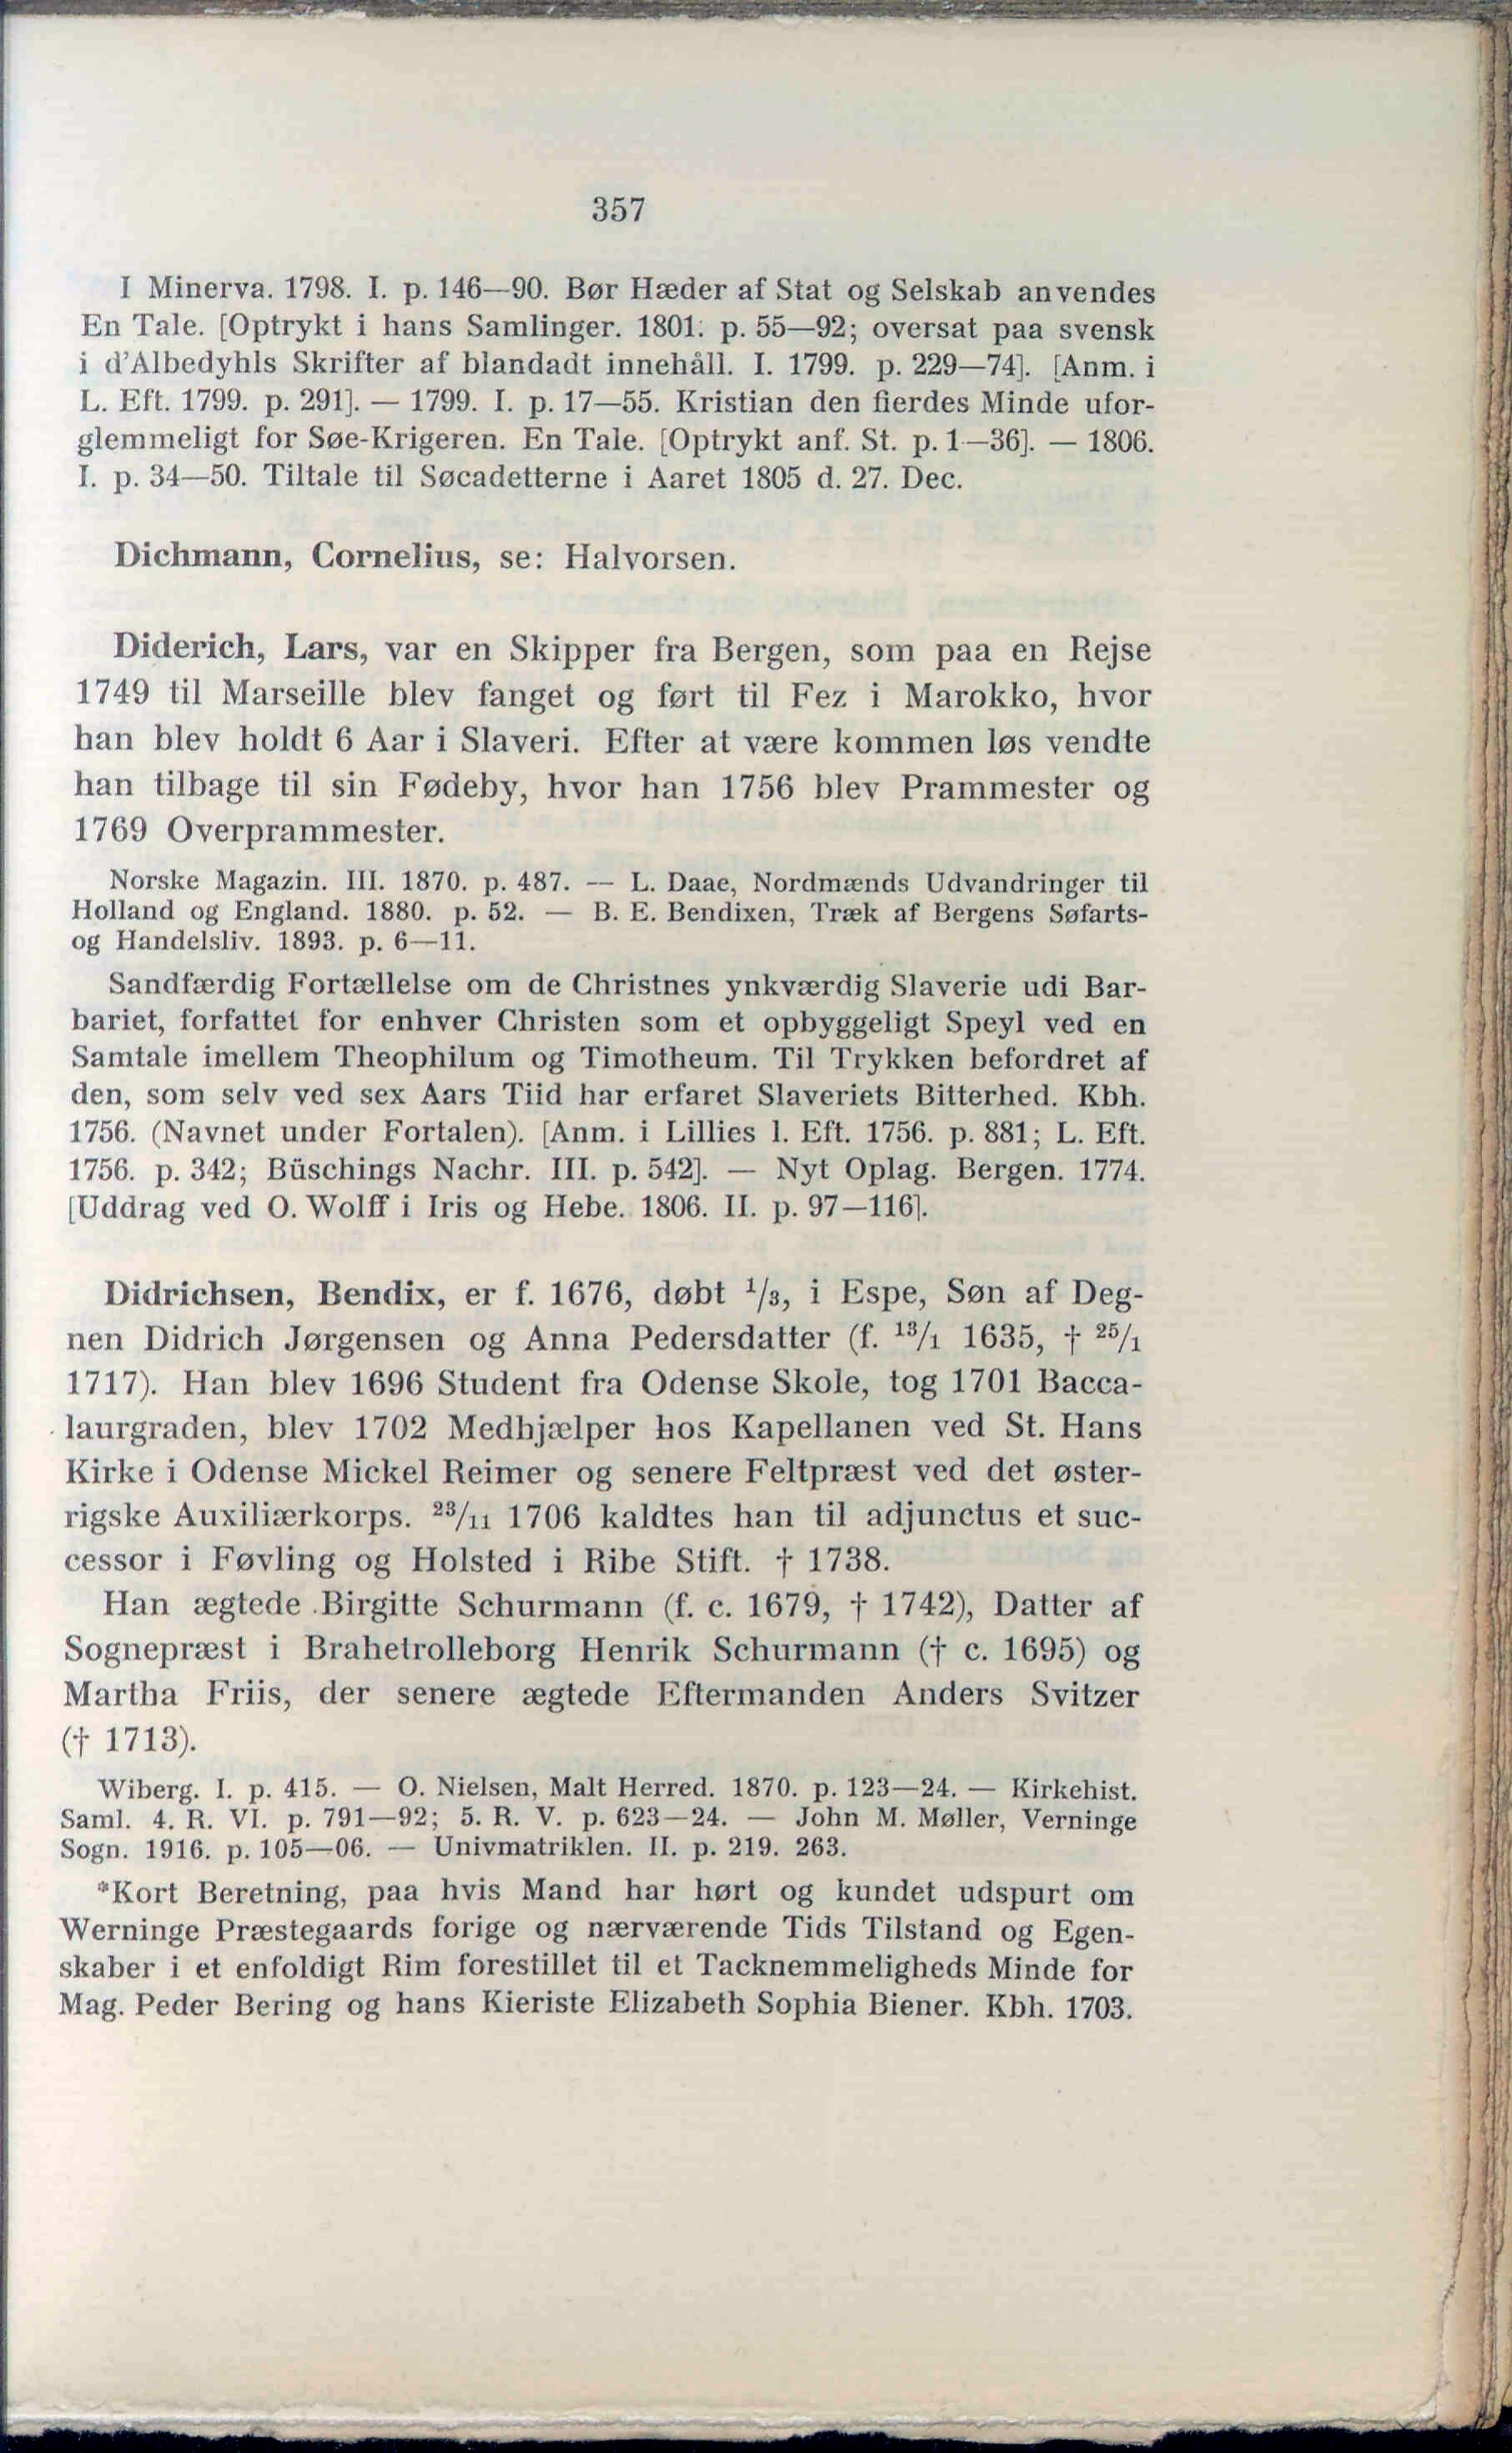 357
I Minerva. 1798. I. p. 146—90. Bør Hæder af Stat og Selskab anvendes
En Tale. [Optrykt i hans Samlinger. 1801. p. 55—92; oversat paa svensk
i d'Albedyhls Skrifter af blandadt innehåll. I. 1799. p. 229—74]. [Anm. i
L. Eft. 1799. p. 291]. — 1799. I. p. 17—55. Kristian den fierdes Minde ufor-
glemmeligt for Søe-Krigeren. En Tale. [Optrykt anf. St. p. 1—36]. — 1806.
I. p. 34—50. Tiltale til Søcadetterne i Aaret 1805 d. 27. Dec.
Dichmann, Cornelius, se: Halvorsen.
Diderich, Lars, var en Skipper fra Bergen, som paa en Rejse
1749 til Marseille blev fanget og ført til Fez i Marokko, hvor
han blev holdt 6 Aar i Slaveri. Efter at være kommen løs vendte
han tilbage til sin Fødeby, hvor han 1756 blev Prammester og
1769 Overprammester.
Norske Magazin. III. 1870. p. 487. — L. Daae, Nordmænds Udvandringer til
Holland og England. 1880. p. 52. — B. E. Bendixen, Træk af Bergens Søfarts-
og Handelsliv. 1893. p. 6—11.
Sandfærdig Fortællelse om de Christnes ynkværdig Slaverie udi Bar-
bariet, forfattet for enhver Christen som et opbyggeligt Speyl ved en
Samtale imellem Theophilum og Timotheum. Til Trykken befordret af
den, som selv ved sex Aars Tiid har erfaret Slaveriets Bitterhed. Kbh.
1756. (Navnet under Fortalen). [Anm. i Lillies l. Eft. 1756. p. 881; L. Eft.
1756. p. 342; Büschings Nachr. III. p. 542]. — Nyt Oplag. Bergen. 1774.
[Uddrag ved O. Wolff i Iris og Hebe. 1806. II. p. 97—116].
Didrichsen, Bendix, er f. 1676, døbt 1/3, i Espe, Søn af Deg-
nen Didrich Jørgensen og Anna Pedersdatter (f. 13/1 1635, † 25/1
1717). Han blev 1696 Student fra Odense Skole, tog 1701 Bacca-
laurgraden, blev 1702 Medhjælper hos Kapellanen ved St. Hans
Kirke i Odense Mickel Reimer og senere Feltpræst ved det øster-
rigske Auxiliærkorps. 23/11 1706 kaldtes han til adjunctus et suc-
cessor i Føvling og Holsted i Ribe Stift. † 1738.
Han ægtede Birgitte Schurmann (f. c. 1679, † 1742), Datter af
Sognepræst i Brahetrolleborg Henrik Schurmann († c. 1695) og
Martha Friis, der senere ægtede Eftermanden Anders Svitzer
(† 1713).
Wiberg. I. p. 415. — O. Nielsen, Malt Herred. 1870. p. 123—24. — Kirkehist.
Saml. 4. R. VI. p. 791—92; 5. R. V. p. 623—24. — John M. Møller, Verninge
Sogn. 1916. p. 105—06. — Univmatriklen. II. p. 219. 263.
*Kort Beretning, paa hvis Mand har hørt og kundet udspurt om
Werninge Præstegaards forige og nærværende Tids Tilstand og Egen-
skaber i et enfoldigt Rim forestillet til et Tacknemmeligheds Minde for
Mag. Peder Bering og hans Kieriste Elizabeth Sophia Biener. Kbh. 1703.